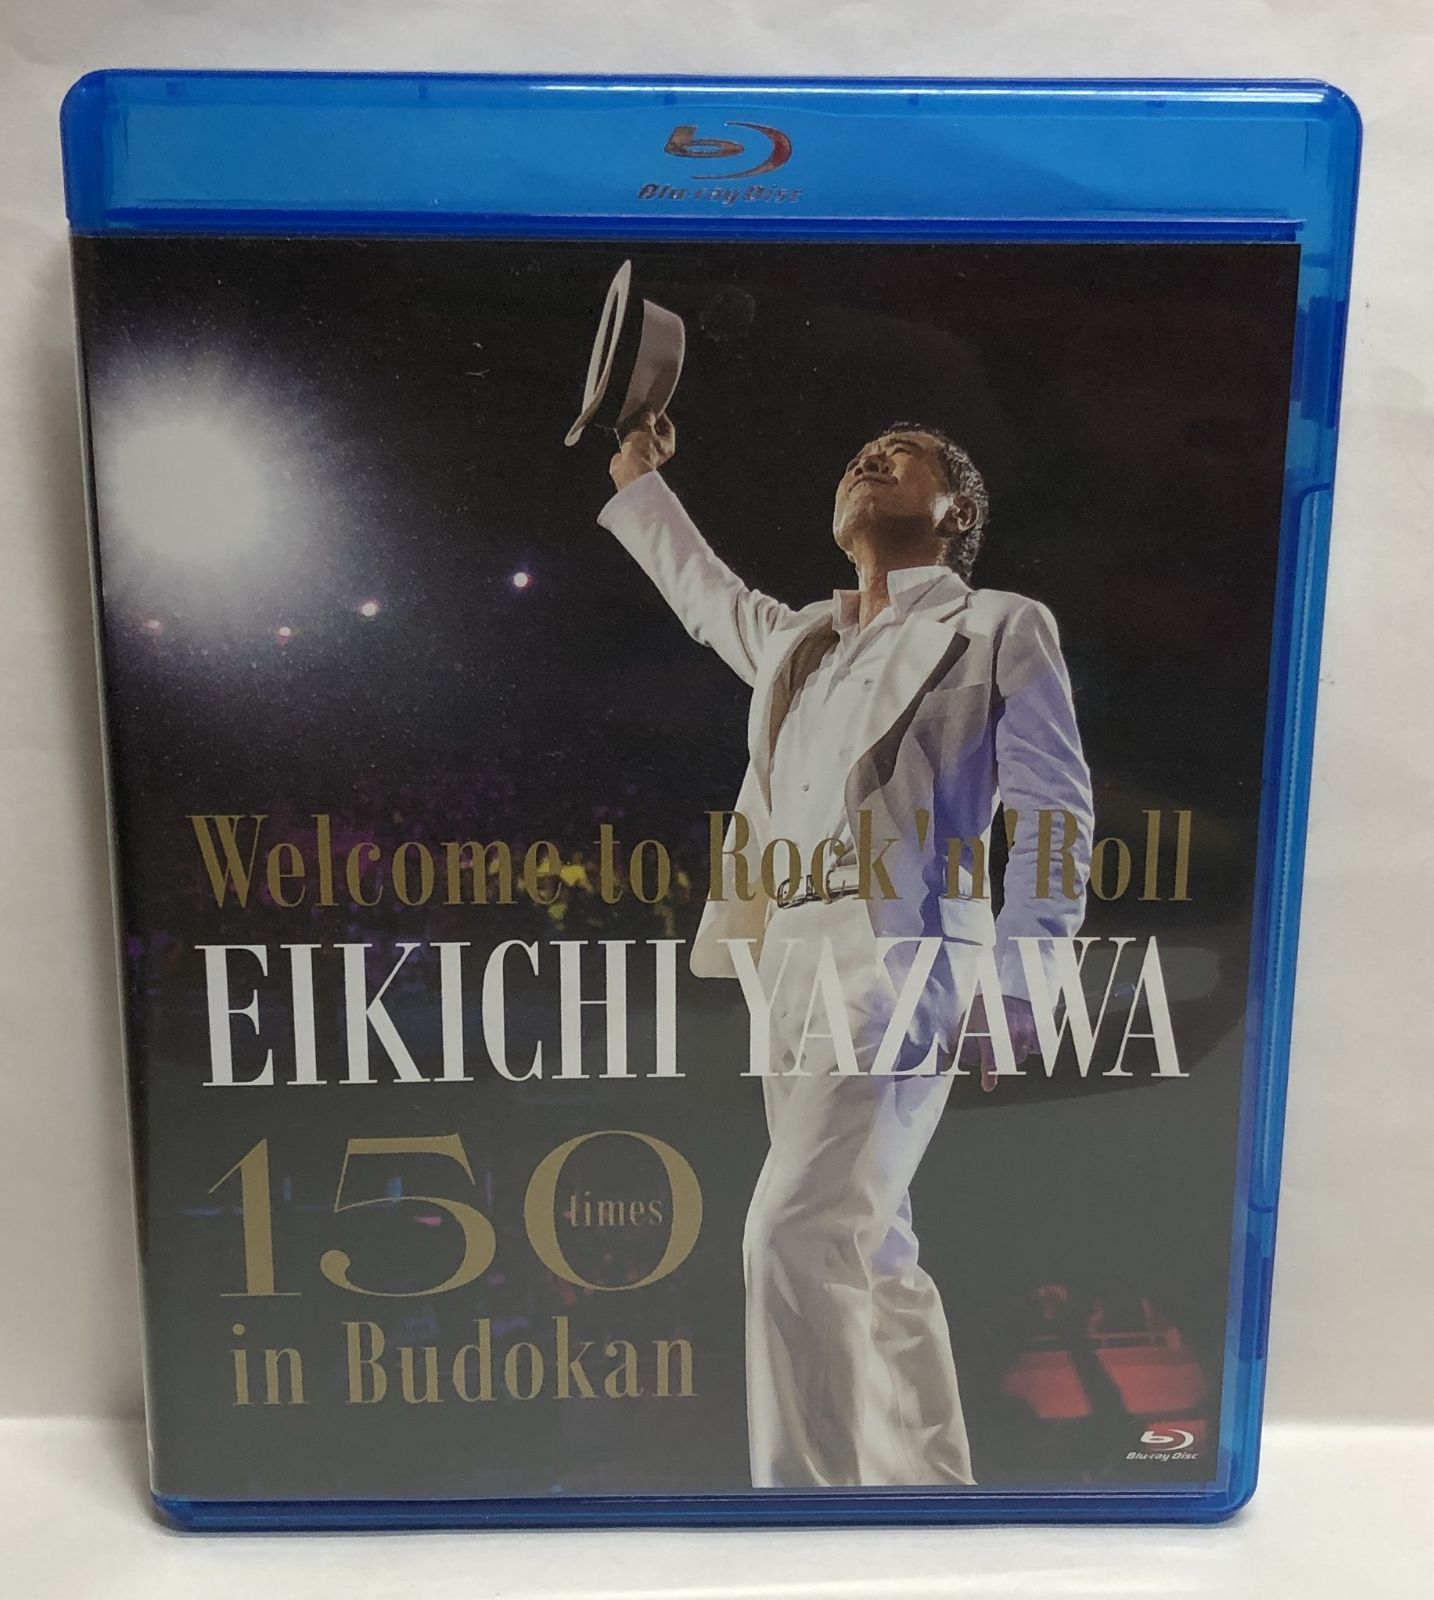 Blu-ray Disc
Welcome to Rock'n'Roll
EIKICHI YAZAWA
150
times
in Budokan
Blu-ray Disc